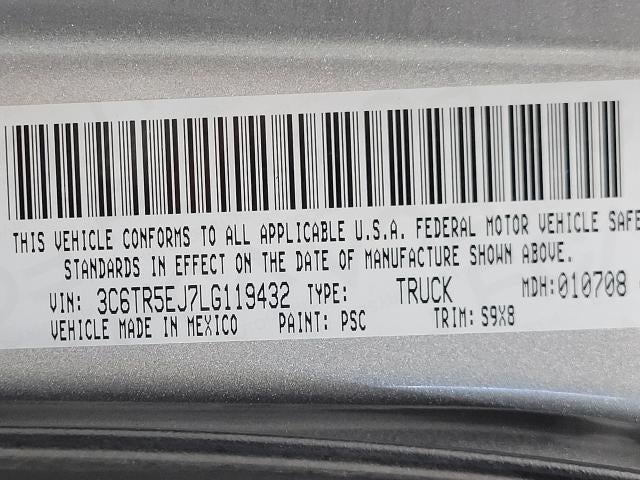 THIS VEHICLE CONFORMS TO ALL APPLICABLE U.S.A. FEDERAL MOTOR VEHICLE SAFE
STANDARDS IN EFFECT ON THE DATE OF MANUFACTURE SHOWN ABOVE.
VIN: 3C6TR5EJ7LG119432 TYPE: TRUCK MDH:010708
VEHICLE MADE IN MEXICO PAINT: PSC TRIM: S9X8